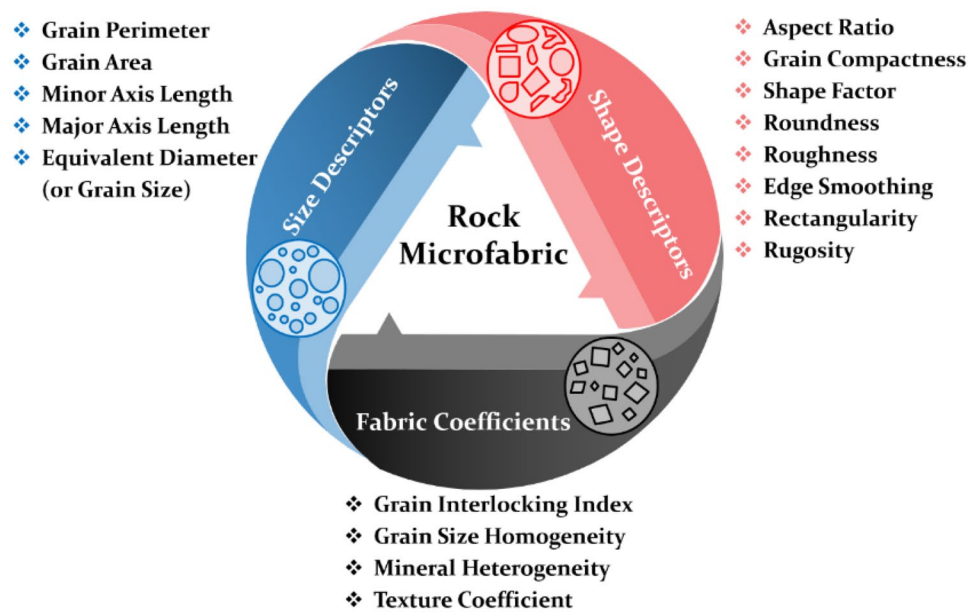 ❖ Grain Perimeter
❖ Grain Area
❖ Minor Axis Length
❖ Major Axis Length
❖ Equivalent Diameter
(or Grain Size)
Size Descriptors
Shape Descriptors
❖ Aspect Ratio
❖ Grain Compactness
❖ Shape Factor
❖ Roundness
❖ Roughness
❖ Edge Smoothing
❖ Rectangularity
❖ Rugosity
Rock
Microfabric
Fabric Coefficients
❖ Grain Interlocking Index
❖ Grain Size Homogeneity
❖ Mineral Heterogeneity
❖ Texture Coefficient